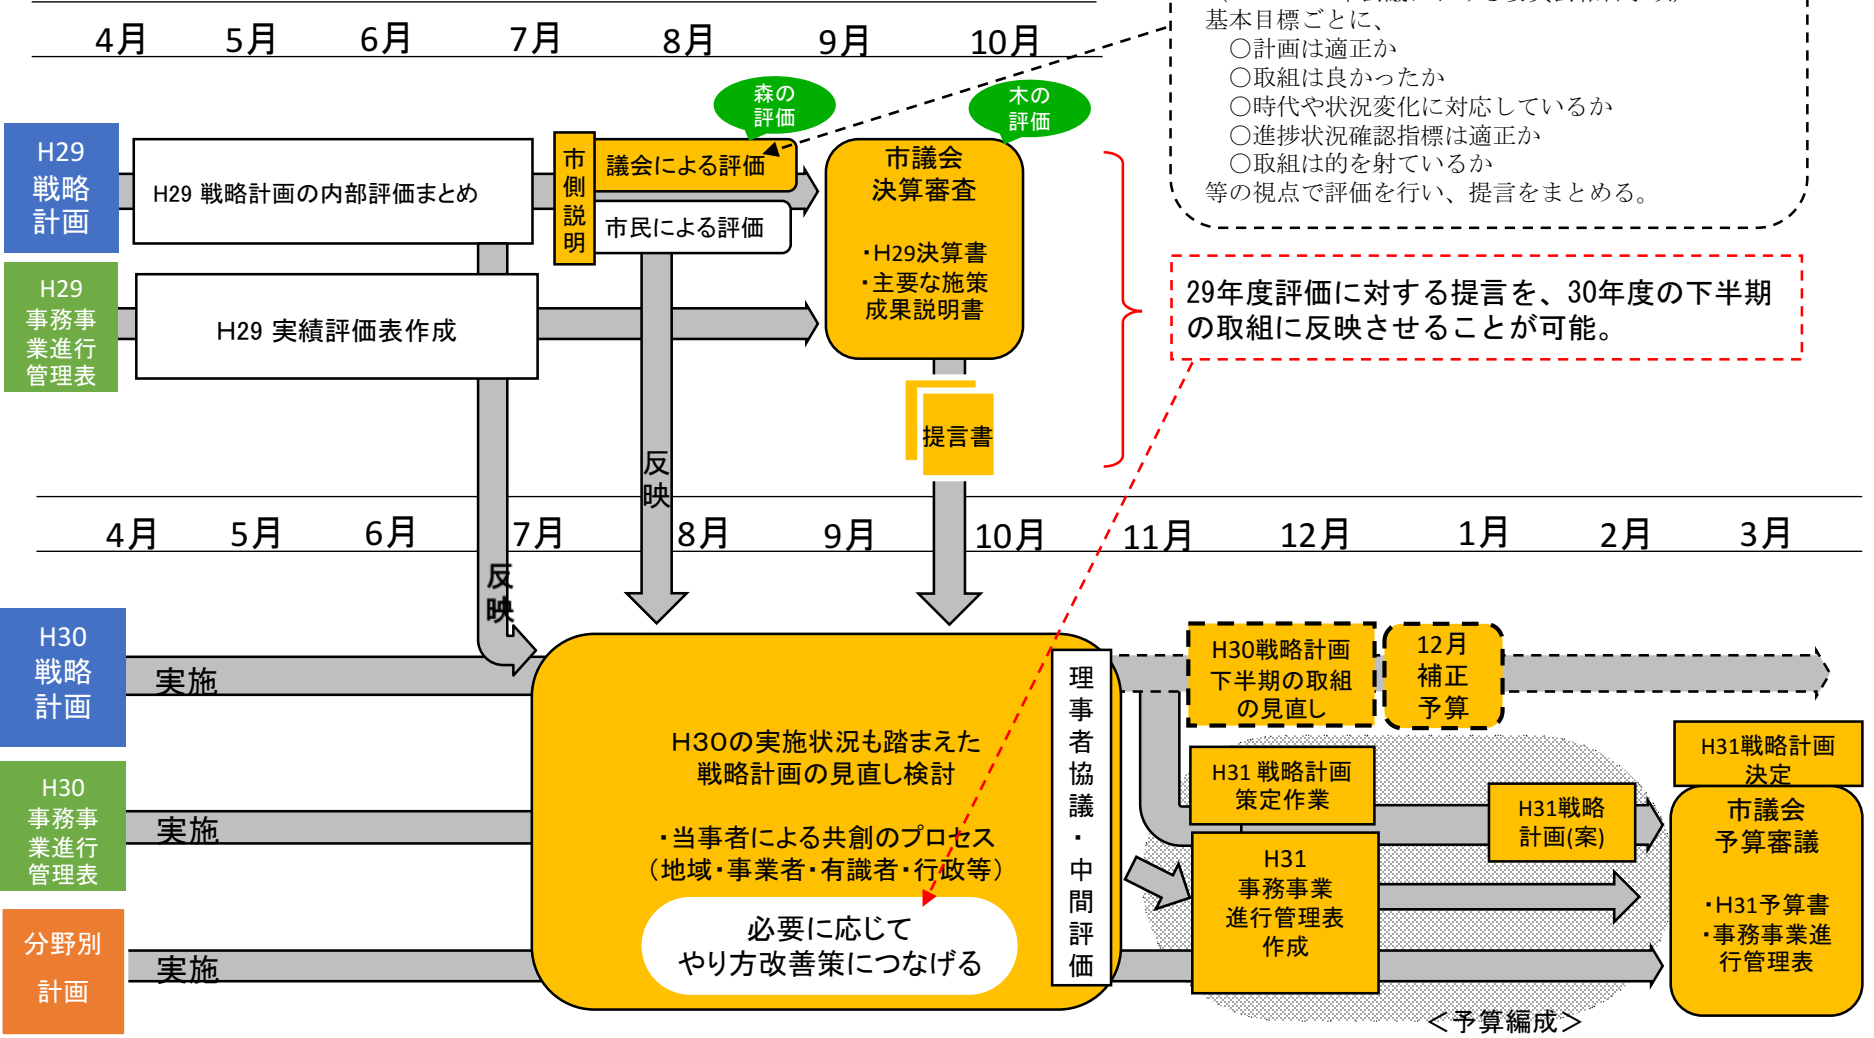 4月 5月 6月 7月 8月 9月 10月
基本目標ごとに、
○計画は適正か
○取組は良かったか
○時代や状況変化に対応しているか
○進捗状況確認指標は適正か
○取組は的を射ているか
等の視点で評価を行い、提言をまとめる。
森の
評価
木の
評価
H29
戦略
計画
H29 戦略計画の内部評価まとめ
市側説明
議会による評価
市民による評価
市議会
決算審査
・H29決算書
・主要な施策
成果説明書
H29
事務事
業進行
管理表
H29 実績評価表作成
29年度評価に対する提言を、30年度の下半期
の取組に反映させることが可能。
提言書
反映
4月 5月 6月 7月 8月 9月 10月 11月 12月 1月 2月 3月
反映
H30
戦略
計画
実施
H30
事務事
業進行
管理表
実施
分野別
計画
実施
H30の実施状況も踏まえた
戦略計画の見直し検討
・当事者による共創のプロセス
(地域・事業者・有識者・行政等)
必要に応じて
やり方改善策につなげる
理事者協議・中間評価
H30戦略計画
下半期の取組
の見直し
12月
補正
予算
H31 戦略計画
策定作業
H31
事務事業
進行管理表
作成
H31戦略
計画(案)
H31戦略計画
決定
市議会
予算審議
・H31予算書
・事務事業進
行管理表
＜予算編成＞